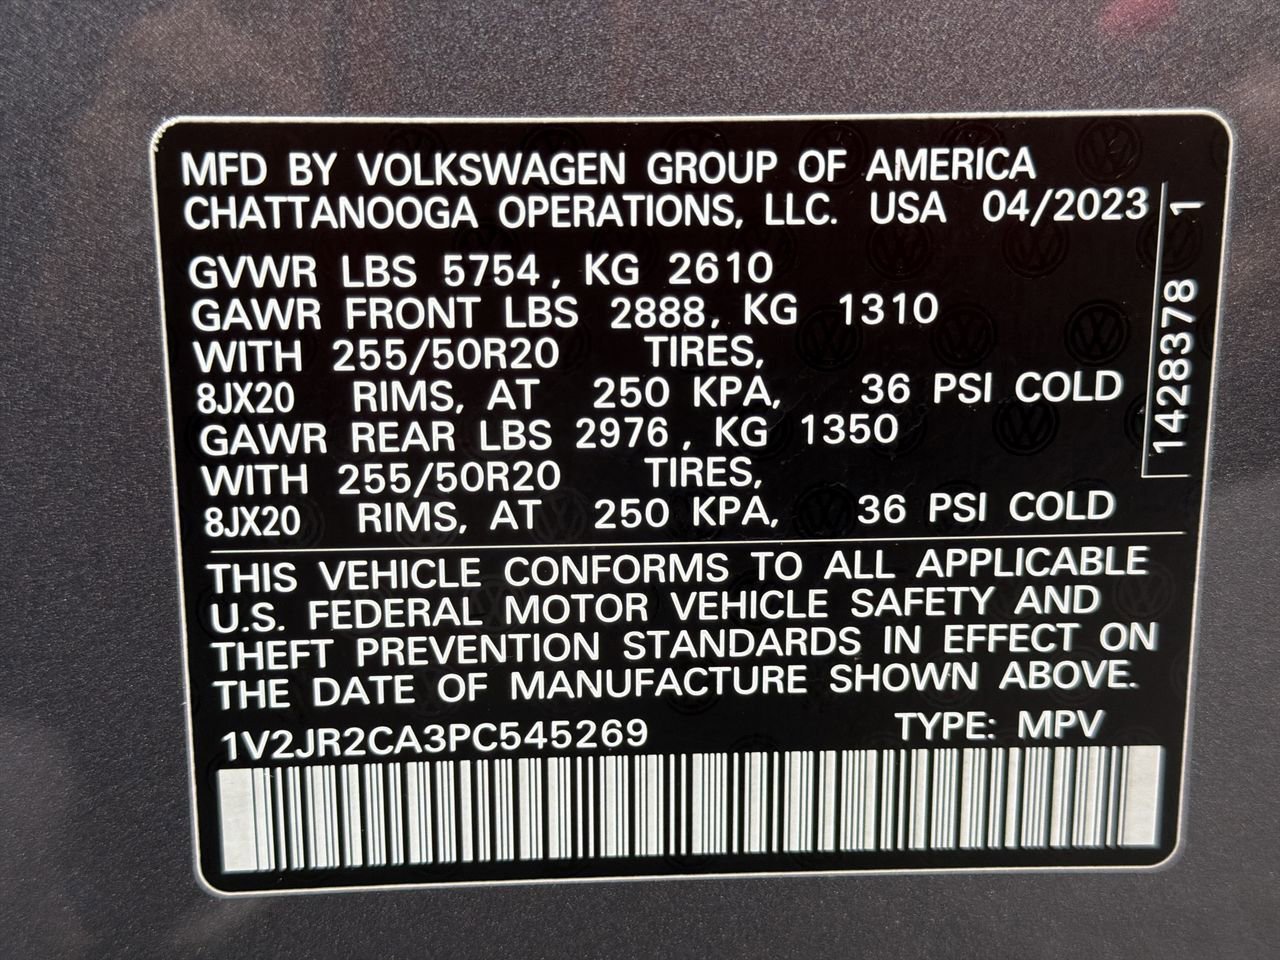 MFD BY VOLKSWAGEN GROUP OF AMERICA
CHATTANOOGA OPERATIONS, LLC. USA 04/2023
GVWR LBS 5754, KG 2610
GAWR FRONT LBS 2888, KG 1310
WITH 255/50R20 TIRES,
8JX20 RIMS, AT 250 KPA, 36 PSI COLD
GAWR REAR LBS 2976, KG 1350
WITH 255/50R20 TIRES,
8JX20 RIMS, AT 250 KPA, 36 PSI COLD
1428378 1
THIS VEHICLE CONFORMS TO ALL APPLICABLE
U.S. FEDERAL MOTOR VEHICLE SAFETY AND
THEFT PREVENTION STANDARDS IN EFFECT ON
THE DATE OF MANUFACTURE SHOWN ABOVE.
1V2JR2CA3PC545269 TYPE: MPV